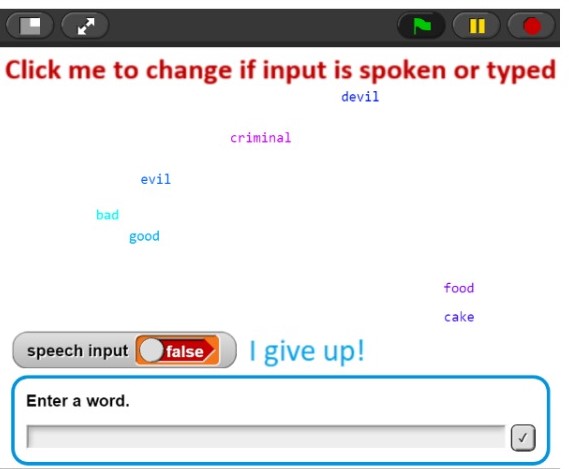 Click me to change if input is spoken or typed
devil
criminal
evil
bad
good
food
cake
speech input false
I give up!
Enter a word.